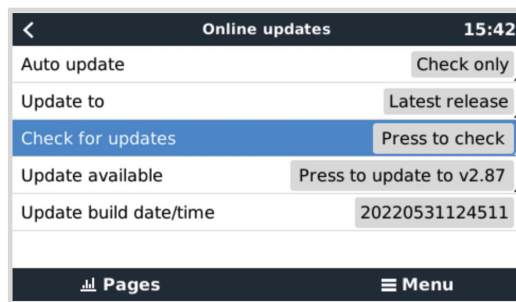 Online updates 15:42
Auto update Check only
Update to Latest release
Check for updates Press to check
Update available Press to update to v2.87
Update build date/time 20220531124511
Pages Menu